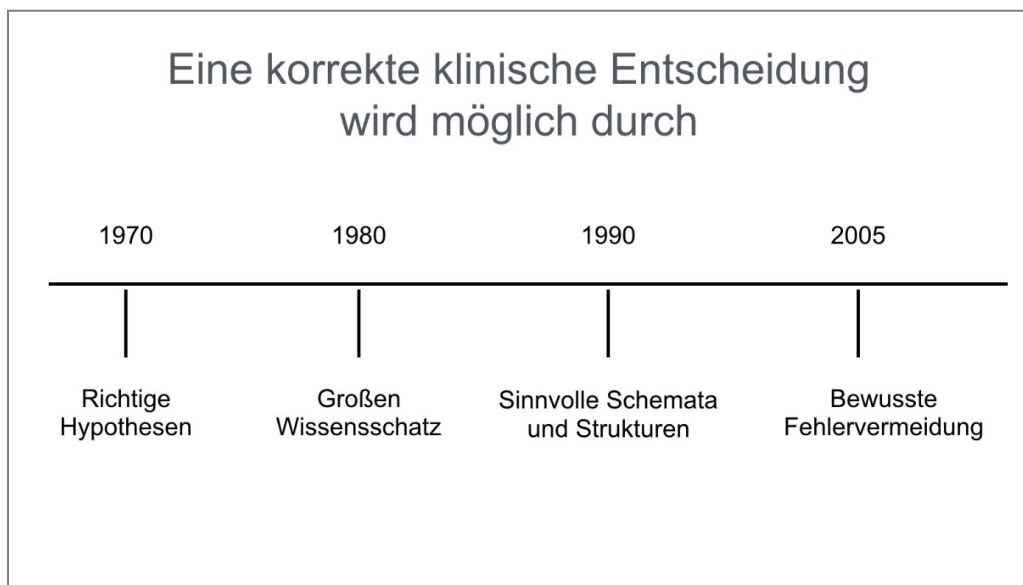 Eine korrekte klinische Entscheidung
wird möglich durch
1970
1980
1990
2005
Richtige
Hypothesen
Großen
Wissensschatz
Sinnvolle Schemata
und Strukturen
Bewusste
Fehlervermeidung